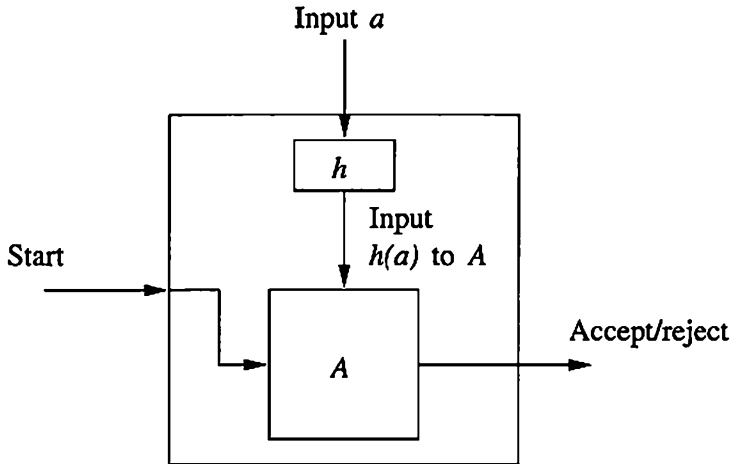 Input a
h
Input
h(a) to A
Start
Accept/reject
A